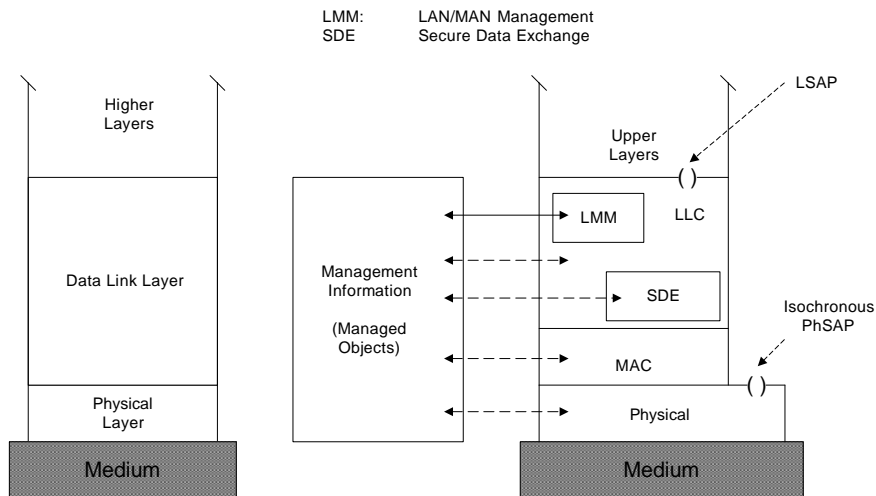 LMM: LAN/MAN Management
SDE Secure Data Exchange
Higher
Layers
Data Link Layer
Physical
Layer
Medium
Management
Information
(Managed
Objects)
LSAP
Upper
Layers
( )
LMM
LLC
SDE
Isochronous
PhSAP
MAC
( )
Physical
Medium